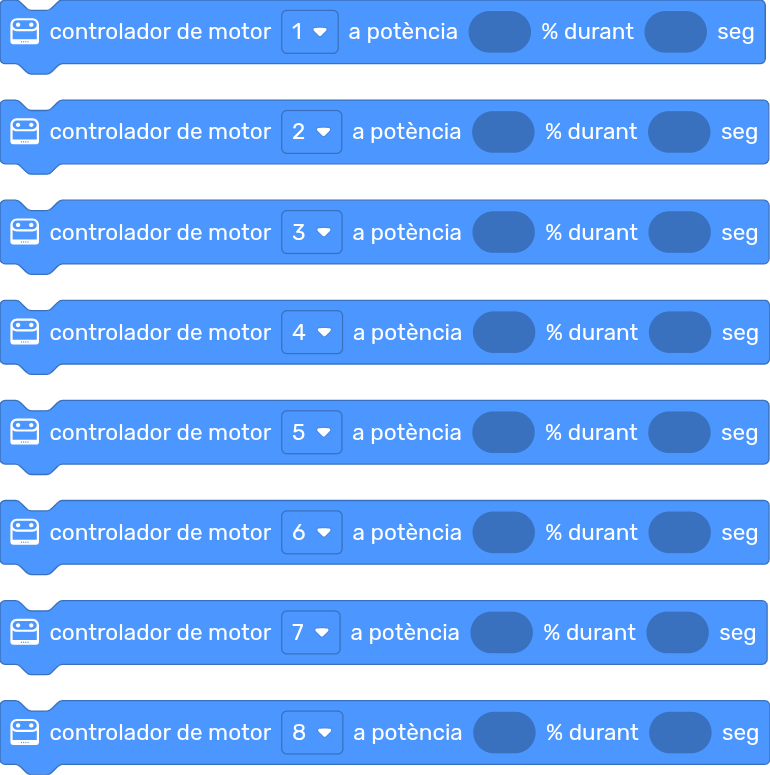 controlador de motor 1 a potència % durant seg
controlador de motor 2 a potència % durant seg
controlador de motor 3 a potència % durant seg
controlador de motor 4 a potència % durant seg
controlador de motor 5 a potència % durant seg
controlador de motor 6 a potència % durant seg
controlador de motor 7 a potència % durant seg
controlador de motor 8 a potència % durant seg